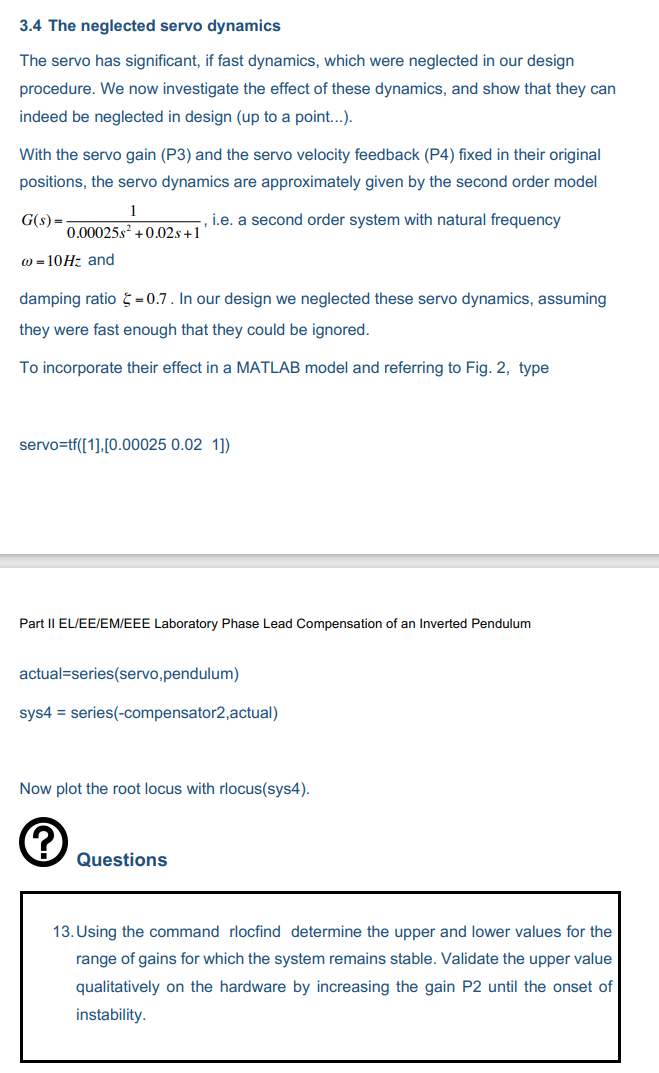 3.4 The neglected servo dynamics
The servo has significant, if fast dynamics, which were neglected in our design
procedure. We now investigate the effect of these dynamics, and show that they can
indeed be neglected in design (up to a point...).
With the servo gain (P3) and the servo velocity feedback (P4) fixed in their original
positions, the servo dynamics are approximately given by the second order model
G(s) = 1 / 0.00025s² + 0.02s + 1 , i.e. a second order system with natural frequency
ω = 10Hz and
damping ratio ζ = 0.7. In our design we neglected these servo dynamics, assuming
they were fast enough that they could be ignored.
To incorporate their effect in a MATLAB model and referring to Fig. 2, type
servo=tf([1],[0.00025 0.02 1])
Part II EL/EE/EM/EEE Laboratory Phase Lead Compensation of an Inverted Pendulum
actual=series(servo,pendulum)
sys4 = series(-compensator2,actual)
Now plot the root locus with rlocus(sys4).
?
Questions
13. Using the command rlocfind determine the upper and lower values for the
range of gains for which the system remains stable. Validate the upper value
qualitatively on the hardware by increasing the gain P2 until the onset of
instability.